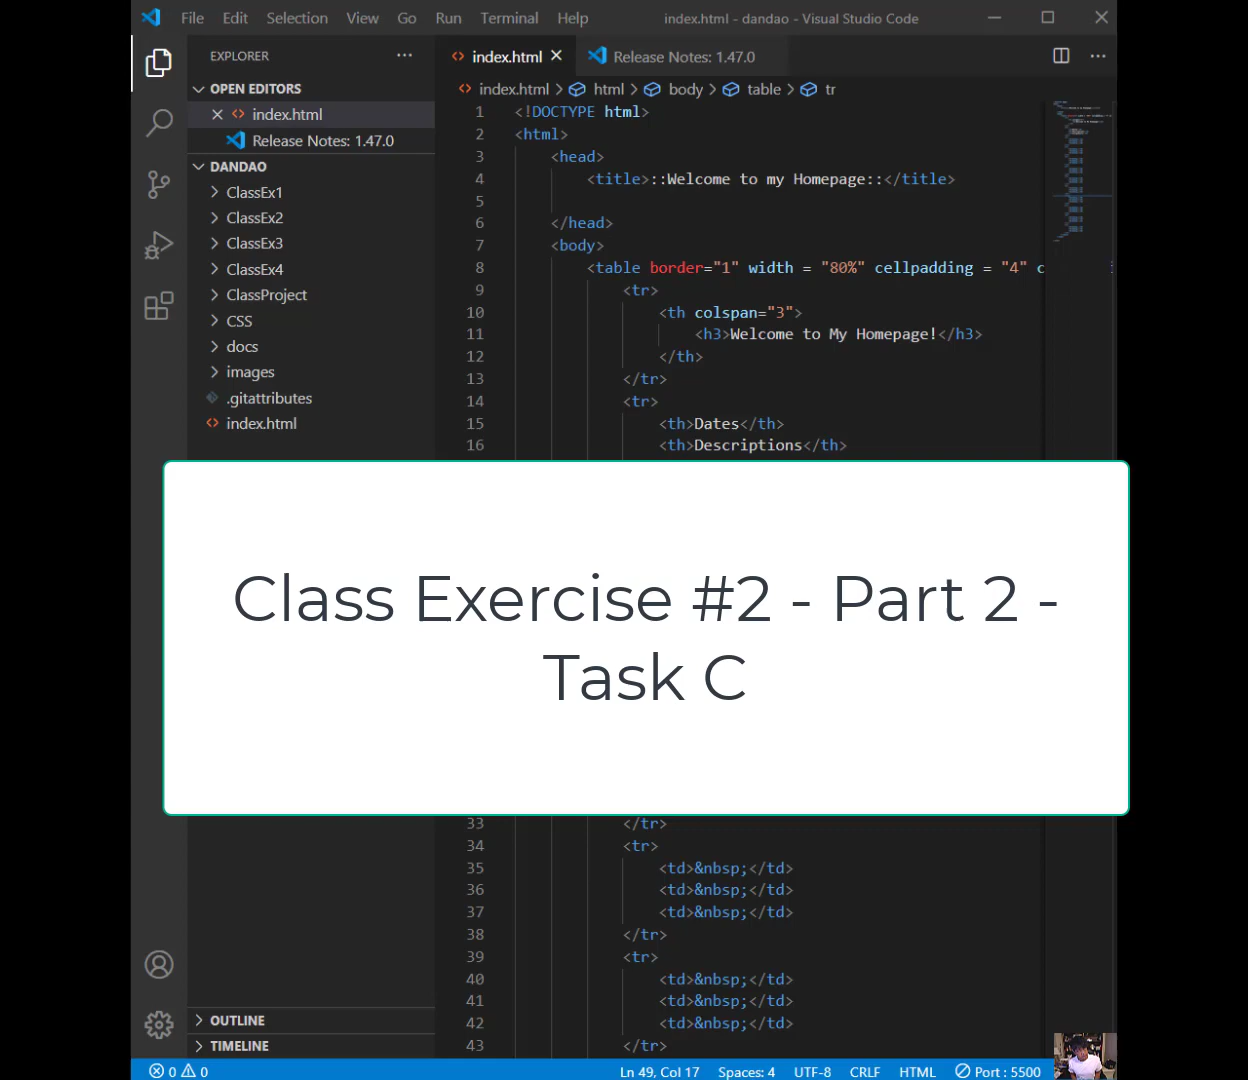 File Edit Selection View Go Run Terminal Help index.html - dandao - Visual Studio Code
EXPLORER
index.html Release Notes: 1.47.0
OPEN EDITORS
index.html > html > body > table > tr
index.html
Release Notes: 1.47.0
DANDAO
ClassEx1
ClassEx2
ClassEx3
ClassEx4
ClassProject
CSS
docs
images
.gitattributes
index.html
1 <!DOCTYPE html>
2 <html>
3 <head>
4 <title>::Welcome to my Homepage::</title>
5
6 </head>
7 <body>
8 <table border="1" width = "80%" cellpadding = "4" c
9 <tr>
10 <th colspan="3">
11 <h3>Welcome to My Homepage!</h3>
12 </th>
13 </tr>
14 <tr>
15 <th>Dates</th>
16 <th>Descriptions</th>
Class Exercise #2 - Part 2 -
Task C
33 </tr>
34 <tr>
35 <td>&nbsp;</td>
36 <td>&nbsp;</td>
37 <td>&nbsp;</td>
38 </tr>
39 <tr>
40 <td>&nbsp;</td>
41 <td>&nbsp;</td>
42 <td>&nbsp;</td>
43 </tr>
OUTLINE
TIMELINE
0 0 Ln 49, Col 17 Spaces: 4 UTF-8 CRLF HTML Port : 5500